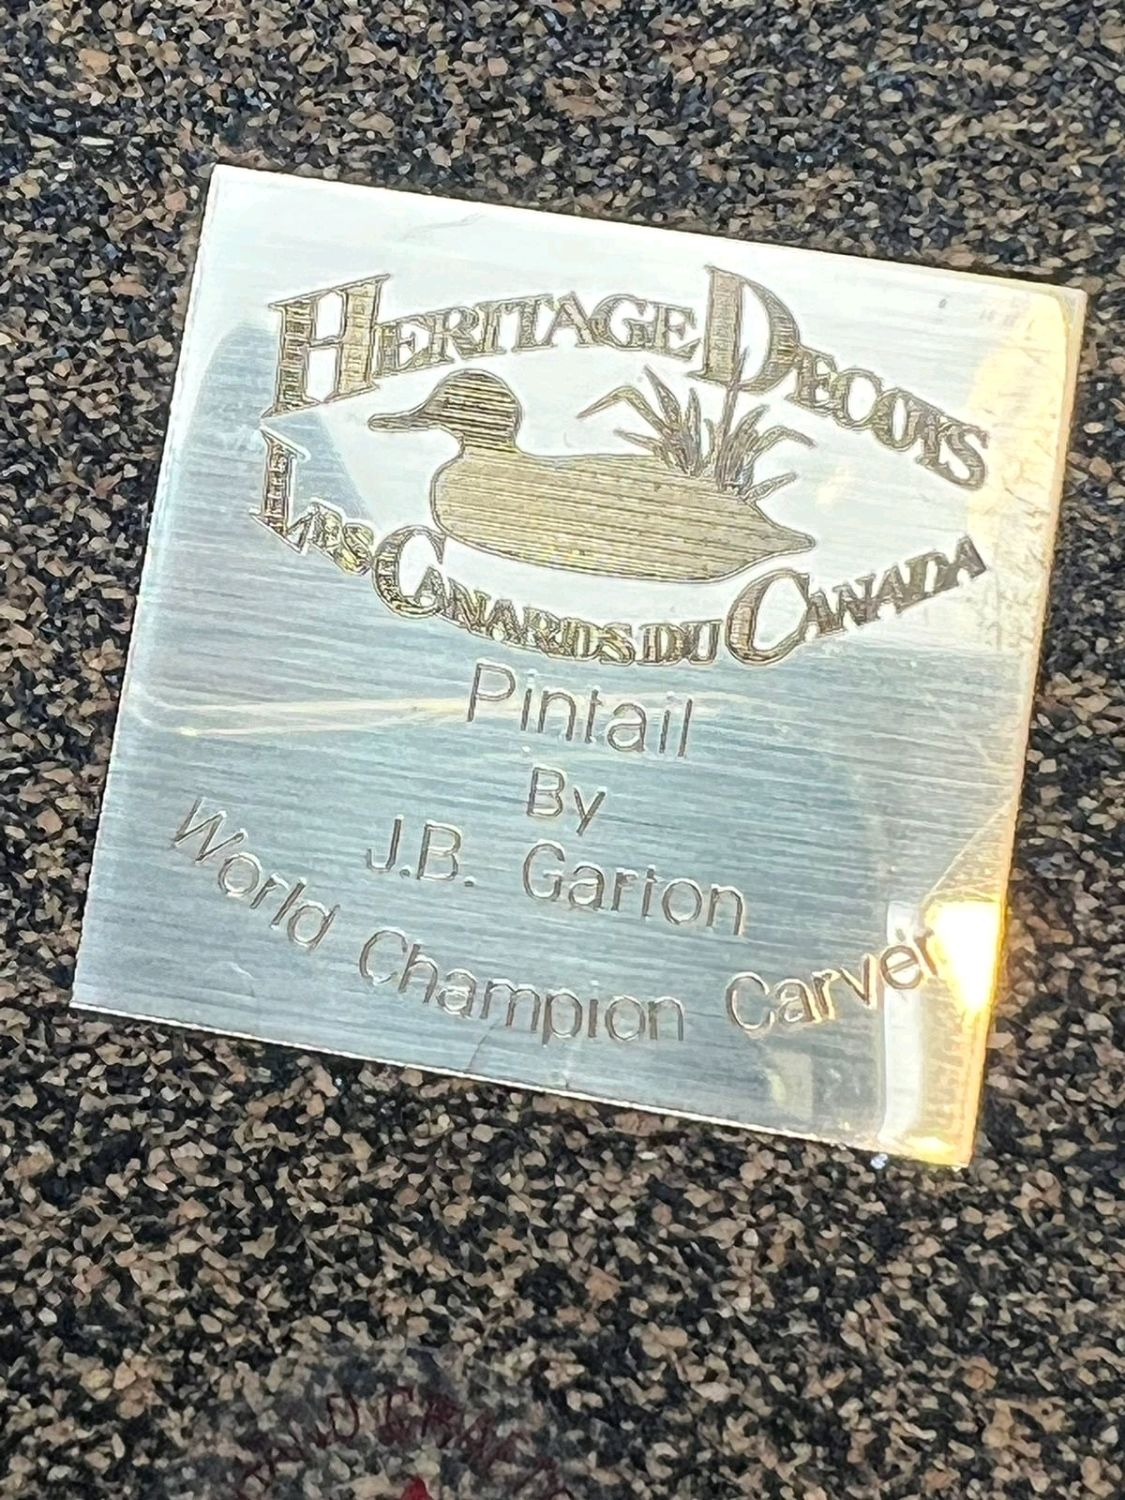 HERITAGE DECOYS
LES CANARDS DU CANADA
Pintail
By
J.B. Garton
World Champion Carver